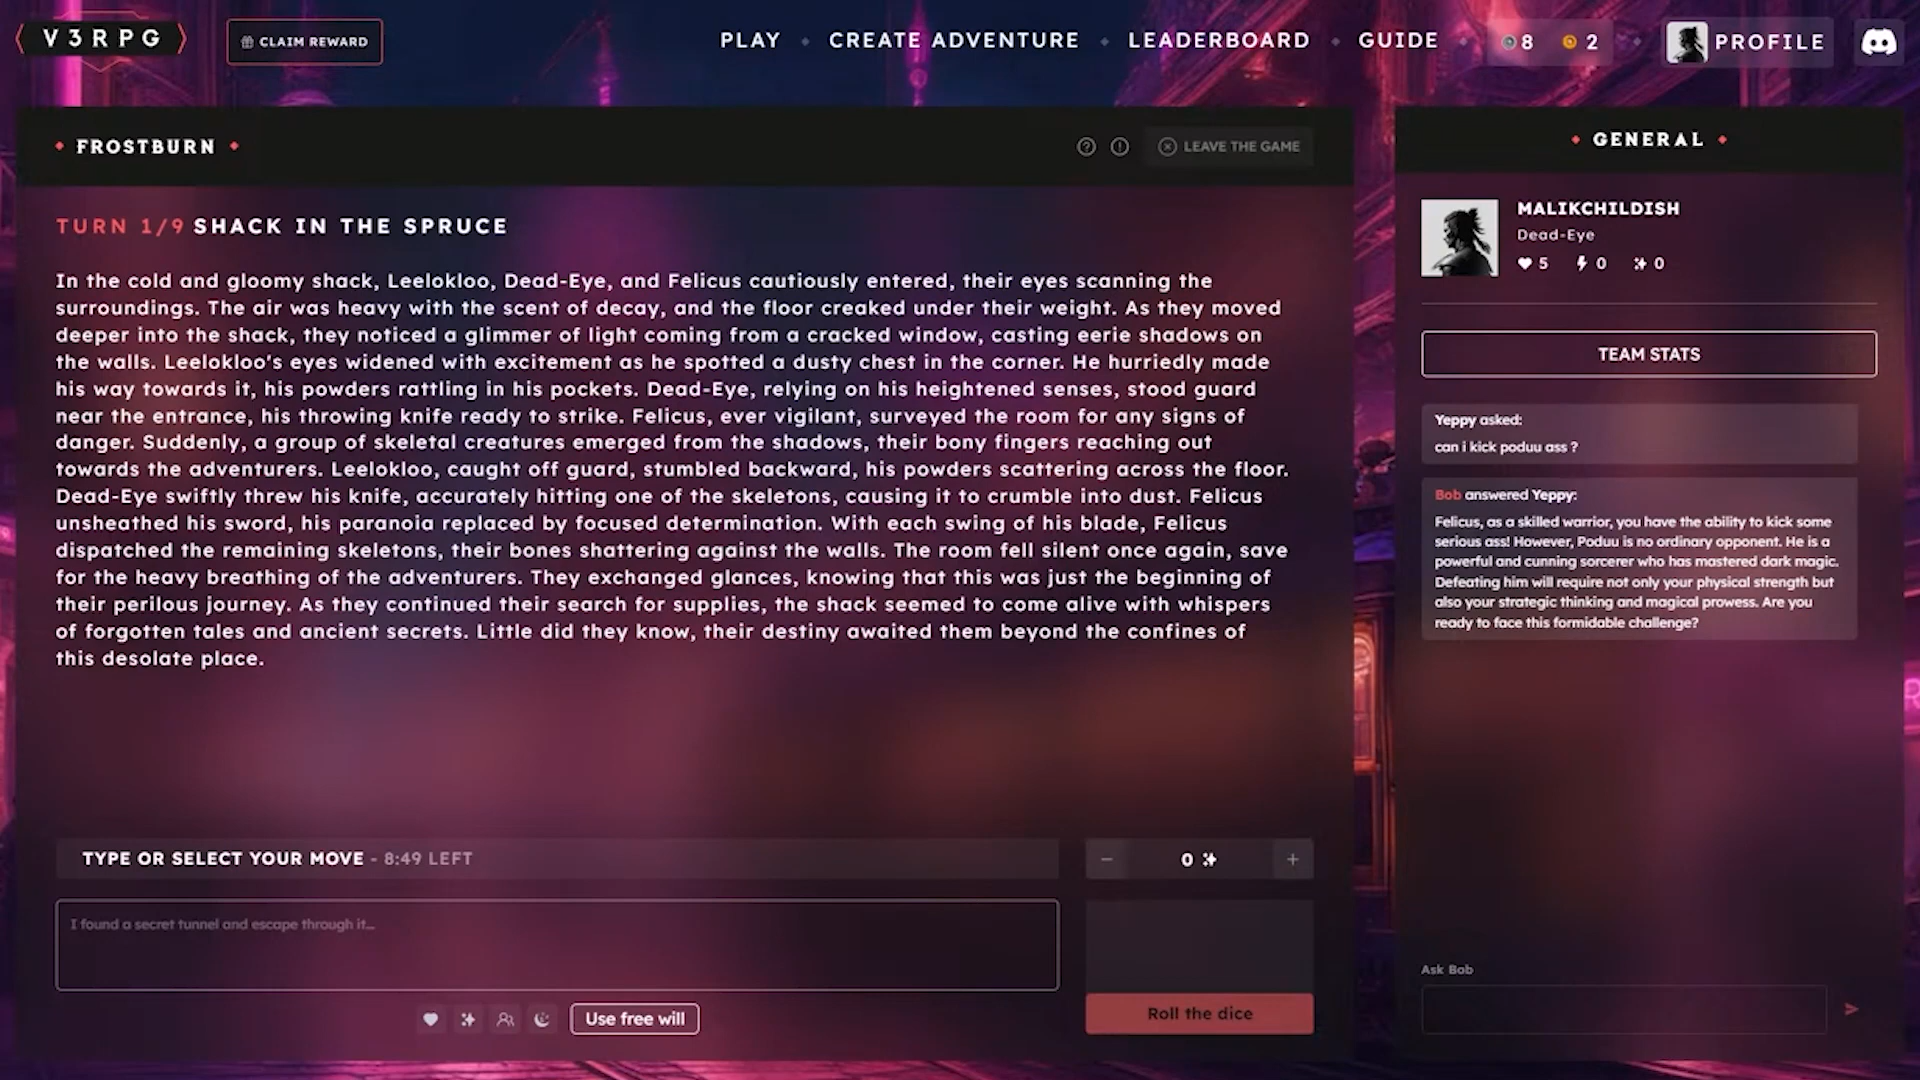 V3RPG
CLAIM REWARD
PLAY
CREATE ADVENTURE
LEADERBOARD
GUIDE
8
2
PROFILE
FROSTBURN
LEAVE THE GAME
TURN 1/9 SHACK IN THE SPRUCE
In the cold and gloomy shack, Leelokloo, Dead-Eye, and Felicus cautiously entered, their eyes scanning the
surroundings. The air was heavy with the scent of decay, and the floor creaked under their weight. As they moved
deeper into the shack, they noticed a glimmer of light coming from a cracked window, casting eerie shadows on
the walls. Leelokloo's eyes widened with excitement as he spotted a dusty chest in the corner. He hurriedly made
his way towards it, his powders rattling in his pockets. Dead-Eye, relying on his heightened senses, stood guard
near the entrance, his throwing knife ready to strike. Felicus, ever vigilant, surveyed the room for any signs of
danger. Suddenly, a group of skeletal creatures emerged from the shadows, their bony fingers reaching out
towards the adventurers. Leelokloo, caught off guard, stumbled backward, his powders scattering across the floor.
Dead-Eye swiftly threw his knife, accurately hitting one of the skeletons, causing it to crumble into dust. Felicus
unsheathed his sword, his paranoia replaced by focused determination. With each swing of his blade, Felicus
dispatched the remaining skeletons, their bones shattering against the walls. The room fell silent once again, save
for the heavy breathing of the adventurers. They exchanged glances, knowing that this was just the beginning of
their perilous journey. As they continued their search for supplies, the shack seemed to come alive with whispers
of forgotten tales and ancient secrets. Little did they know, their destiny awaited them beyond the confines of
this desolate place.
TYPE OR SELECT YOUR MOVE - 8:49 LEFT
0
I found a secret tunnel and escape through it...
Use free will
Roll the dice
GENERAL
MALIKCHILDISH
Dead-Eye
5 0 0
TEAM STATS
Yeppy asked:
can i kick poduu ass ?
Bob answered Yeppy:
Felicus, as a skilled warrior, you have the ability to kick some
serious ass! However, Poduu is no ordinary opponent. He is a
powerful and cunning sorcerer who has mastered dark magic.
Defeating him will require not only your physical strength but
also your strategic thinking and magical prowess. Are you
ready to face this formidable challenge?
Ask Bob